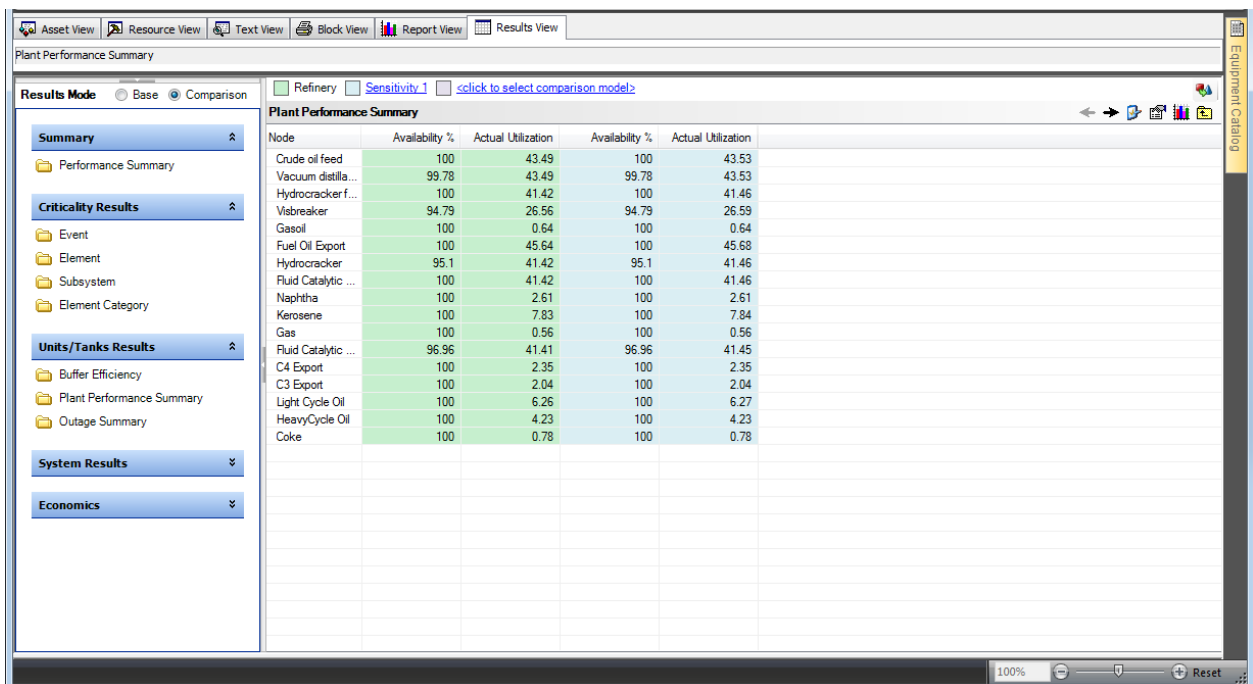 Asset View Resource View Text View Block View Report View Results View
Plant Performance Summary
Equipment Catalog
Results Mode Base Comparison
Summary
Performance Summary
Criticality Results
Event
Element
Subsystem
Element Category
Units/Tanks Results
Buffer Efficiency
Plant Performance Summary
Outage Summary
System Results
Economics
Refinery Sensitivity 1 <click to select comparison model>
Plant Performance Summary
Node Availability % Actual Utilization Availability % Actual Utilization
Crude oil feed 100 43.49 100 43.53
Vacuum distilla... 99.78 43.49 99.78 43.53
Hydrocracker f... 100 41.42 100 41.46
Visbreaker 94.79 26.56 94.79 26.59
Gasoil 100 0.64 100 0.64
Fuel Oil Export 100 45.64 100 45.68
Hydrocracker 95.1 41.42 95.1 41.46
Fluid Catalytic ... 100 41.42 100 41.46
Naphtha 100 2.61 100 2.61
Kerosene 100 7.83 100 7.84
Gas 100 0.56 100 0.56
Fluid Catalytic ... 96.96 41.41 96.96 41.45
C4 Export 100 2.35 100 2.35
C3 Export 100 2.04 100 2.04
Light Cycle Oil 100 6.26 100 6.27
HeavyCycle Oil 100 4.23 100 4.23
Coke 100 0.78 100 0.78
100% Reset